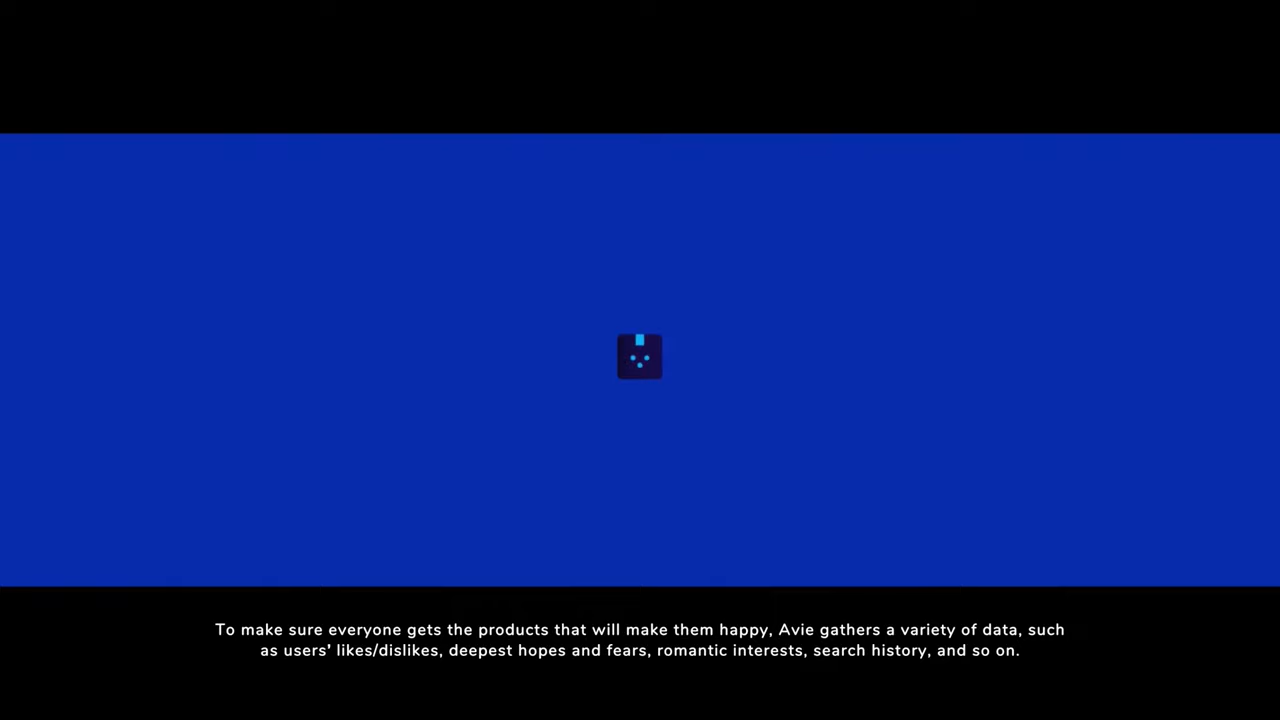 To make sure everyone gets the products that will make them happy, Avie gathers a variety of data, such
as users' likes/dislikes, deepest hopes and fears, romantic interests, search history, and so on.